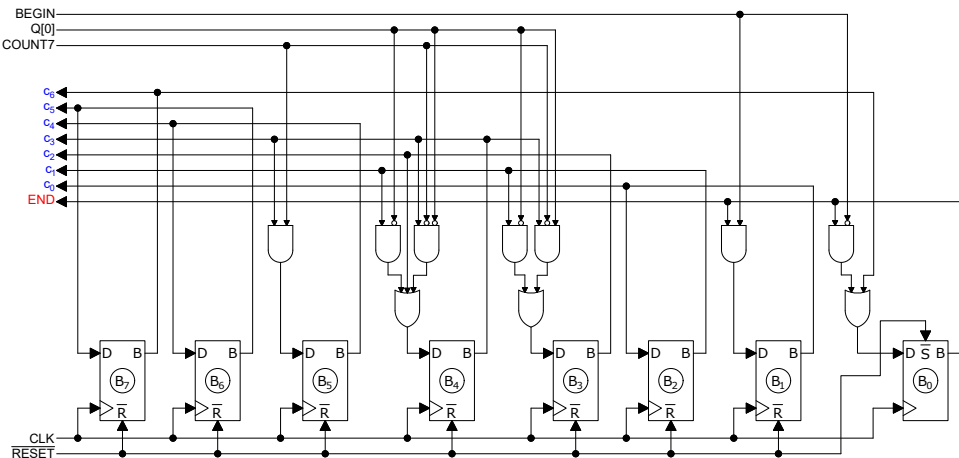 BEGIN
Q[0]
COUNT7
c6
c5
c4
c3
c2
c1
c0
END
D B D B D B D B D B D B D B D S̅ B
B7 B6 B5 B4 B3 B2 B1 B0
R̅ R̅ R̅ R̅ R̅ R̅ R̅
CLK
R̅E̅S̅E̅T̅